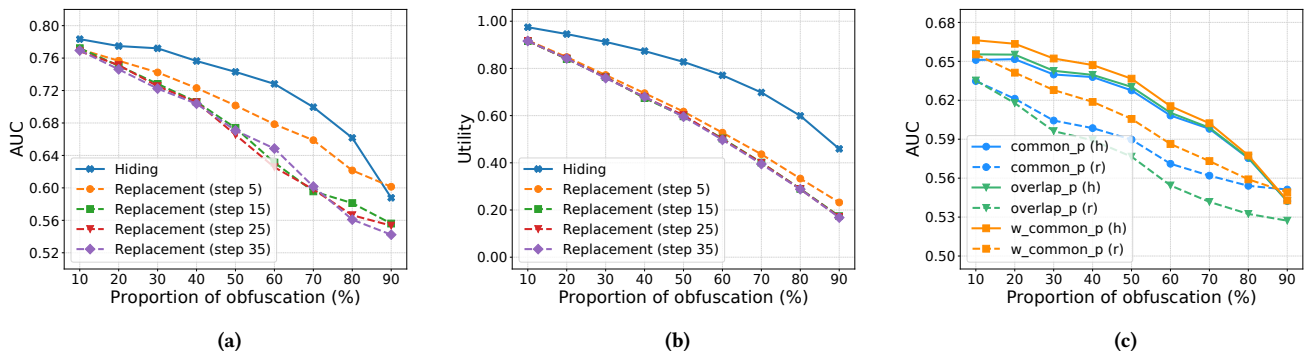 0.80
0.76
0.72
0.68
0.64
0.60
0.56
0.52
AUC
Hiding
Replacement (step 5)
Replacement (step 15)
Replacement (step 25)
Replacement (step 35)
10 20 30 40 50 60 70 80 90
Proportion of obfuscation (%)
(a)
1.00
0.80
0.60
0.40
0.20
0.00
Utility
Hiding
Replacement (step 5)
Replacement (step 15)
Replacement (step 25)
Replacement (step 35)
10 20 30 40 50 60 70 80 90
Proportion of obfuscation (%)
(b)
0.68
0.65
0.62
0.59
0.56
0.53
0.50
AUC
common_p (h)
common_p (r)
overlap_p (h)
overlap_p (r)
w_common_p (h)
w_common_p (r)
10 20 30 40 50 60 70 80 90
Proportion of obfuscation (%)
(c)